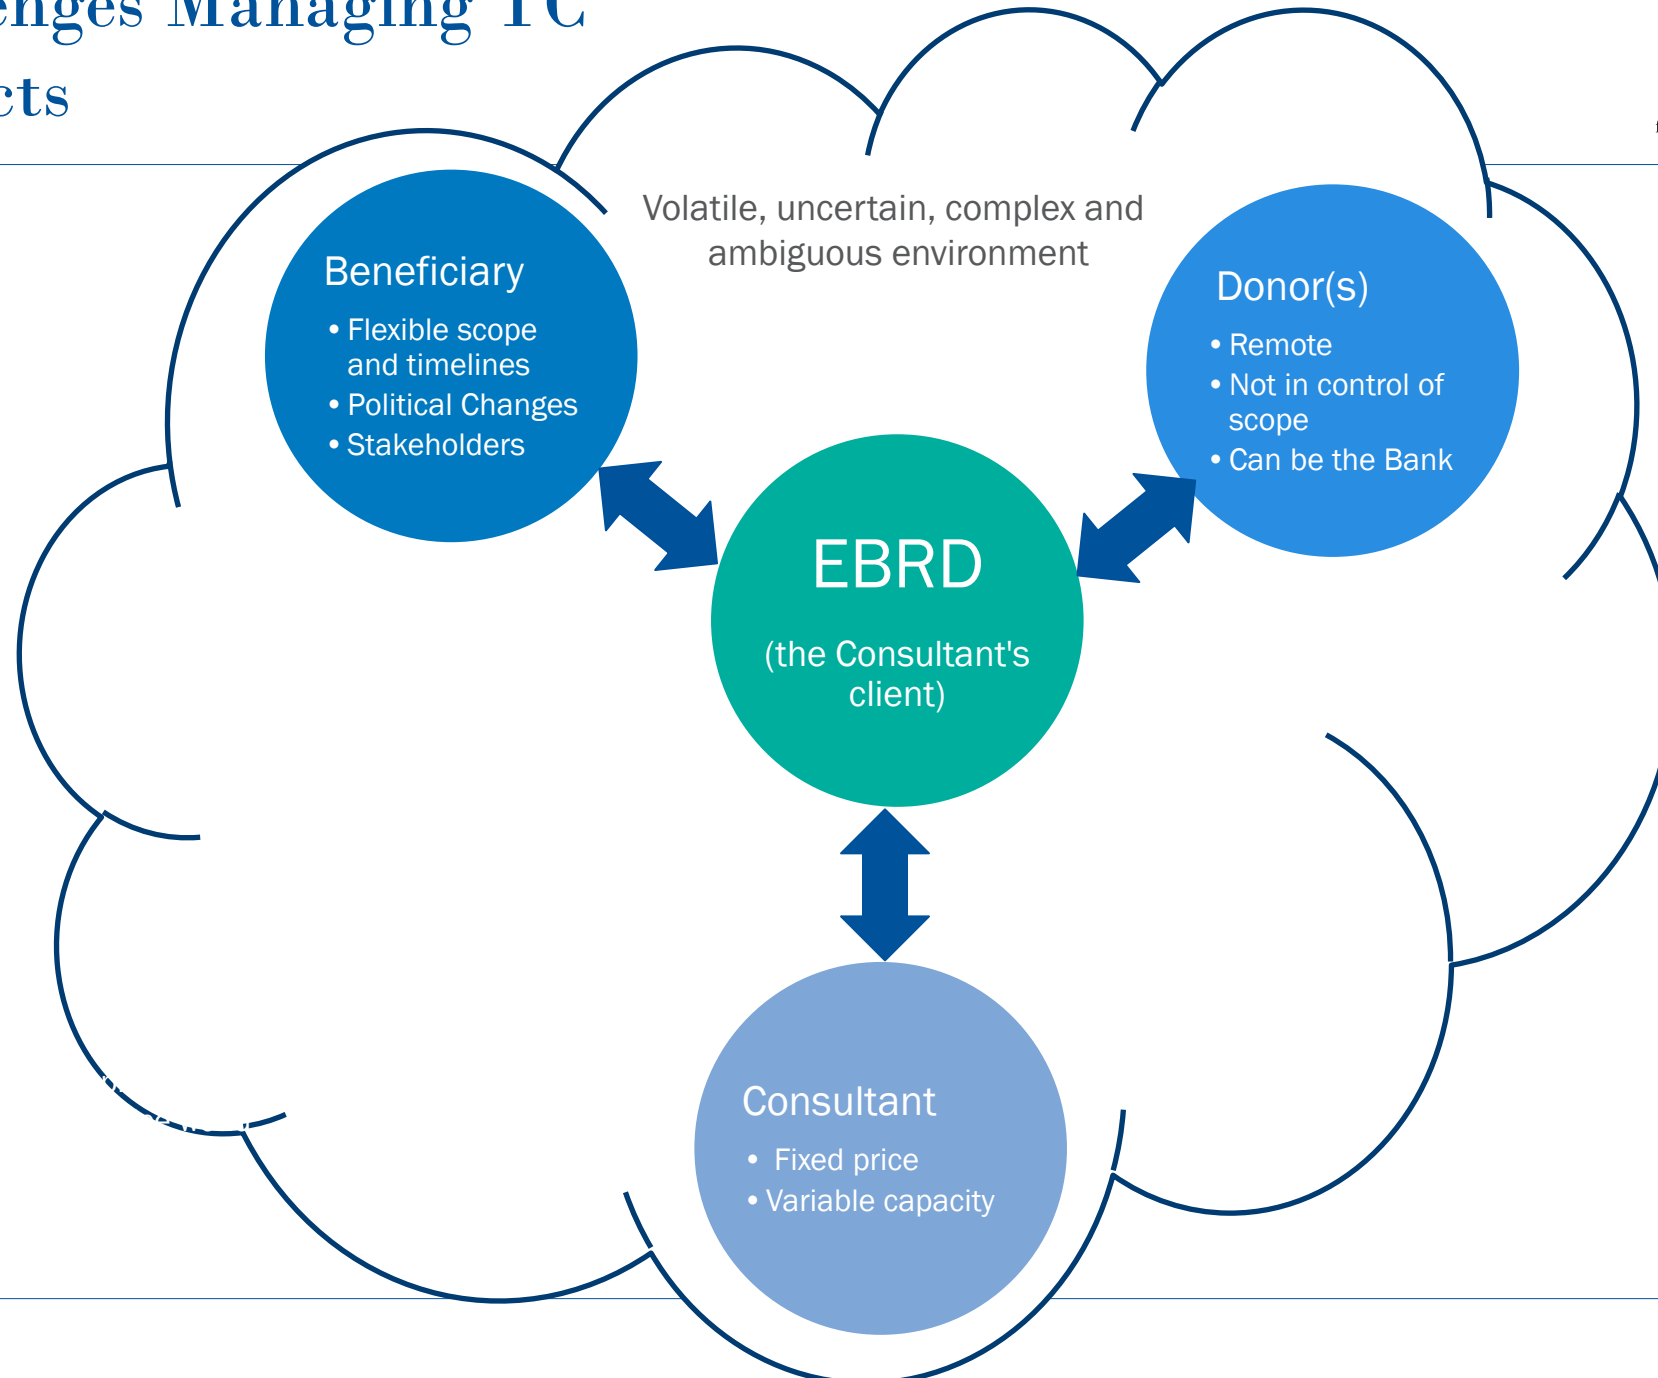 enges Managing TC
cts
Volatile, uncertain, complex and
ambiguous environment
Beneficiary
• Flexible scope
and timelines
• Political Changes
• Stakeholders
Donor(s)
• Remote
• Not in control of
scope
• Can be the Bank
EBRD
(the Consultant's
client)
Consultant
• Fixed price
• Variable capacity